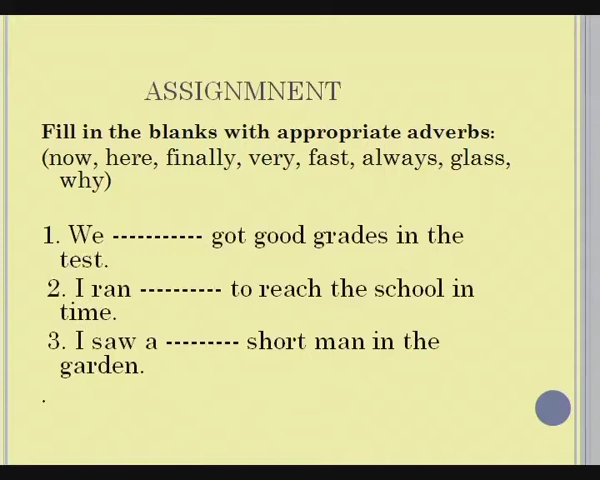 ASSIGNMNENT
Fill in the blanks with appropriate adverbs:
(now, here, finally, very, fast, always, glass,
why)
1. We ----------- got good grades in the
test.
2. I ran ---------- to reach the school in
time.
3. I saw a --------- short man in the
garden.
.